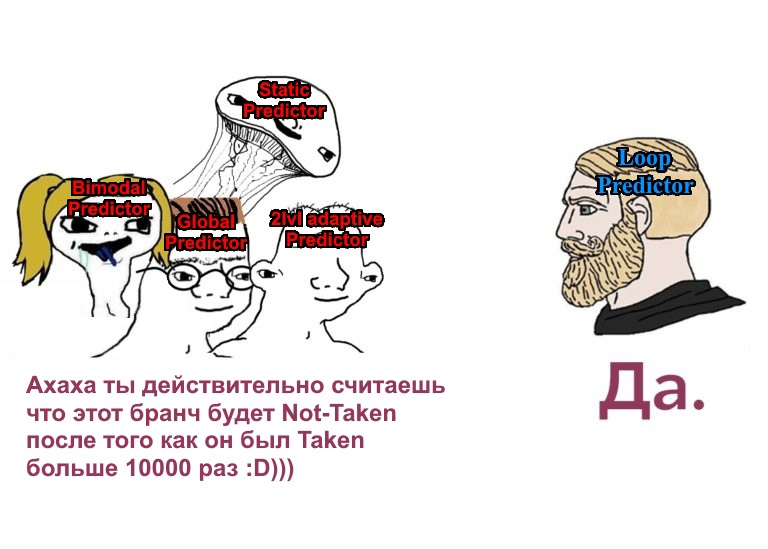 Static
Predictor
Bimodal
Predictor
Global
Predictor
2lvl adaptive
Predictor
Loop
Predictor
Ахаха ты действительно считаешь
что этот бранч будет Not-Taken
после того как он был Taken
больше 10000 раз :D)))
Да.